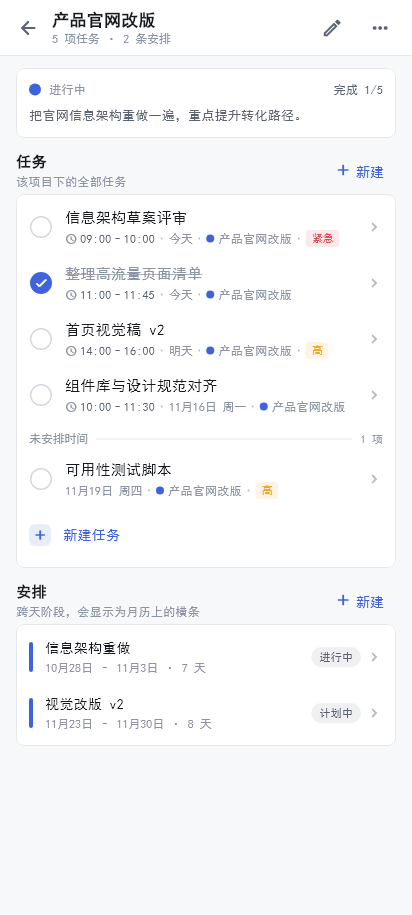 产品官网改版
5 项任务 · 2 条安排
进行中 完成 1/5
把官网信息架构重做一遍，重点提升转化路径。
任务
该项目下的全部任务
+ 新建
信息架构草案评审
09:00 – 10:00 · 今天 · 产品官网改版 · 紧急
整理高流量页面清单
11:00 – 11:45 · 今天 · 产品官网改版
首页视觉稿 v2
14:00 – 16:00 · 明天 · 产品官网改版 · 高
组件库与设计规范对齐
10:00 – 11:30 · 11月16日 周一 · 产品官网改版
未安排时间 1 项
可用性测试脚本
11月19日 周四 · 产品官网改版 · 高
+ 新建任务
安排
跨天阶段，会显示为月历上的横条
+ 新建
信息架构重做
10月28日 – 11月3日 · 7 天
进行中
视觉改版 v2
11月23日 – 11月30日 · 8 天
计划中